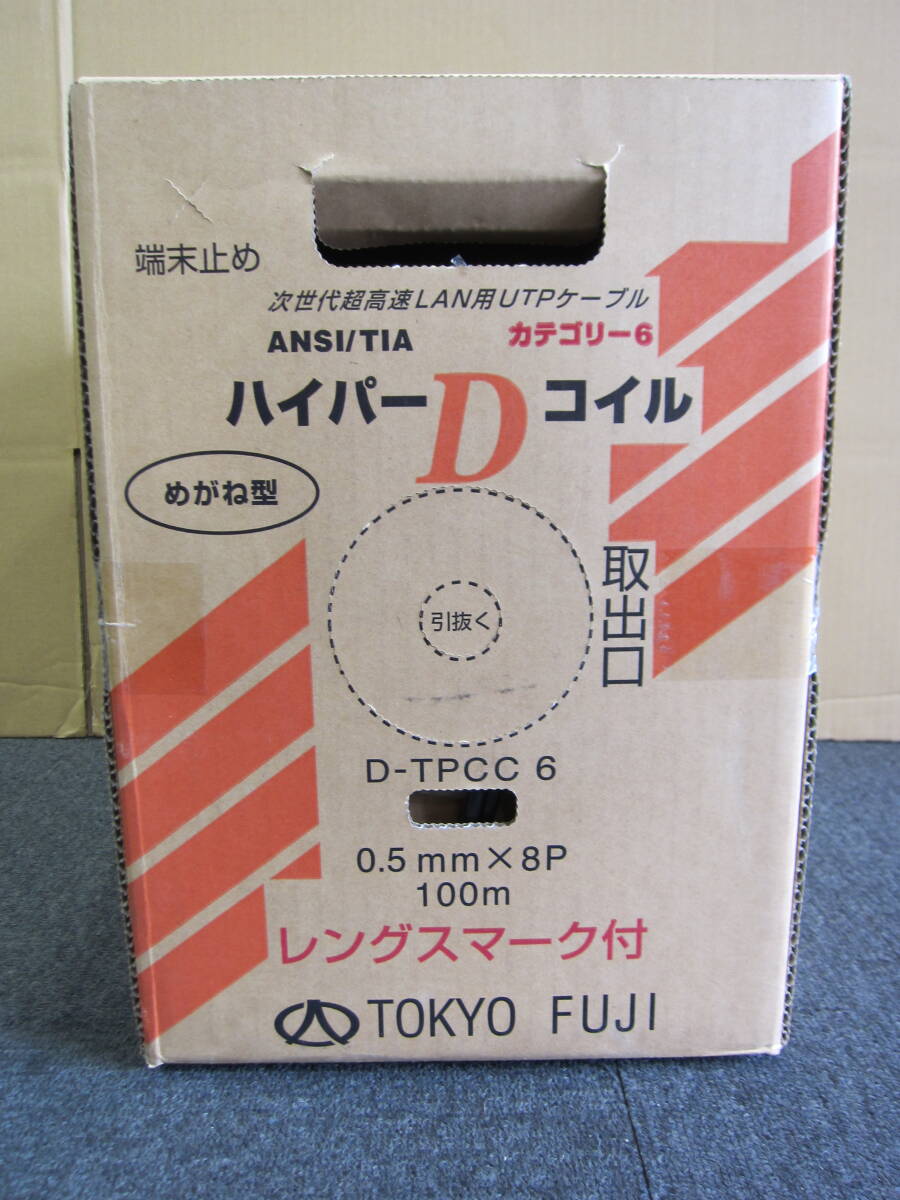 端末止め
次世代超高速LAN用UTPケーブル
ANSI/TIA カテゴリー6
ハイパーDコイル
めがね型
取出口
引抜く
D-TPCC 6
0.5mm×8P
100m
レングスマーク付
TOKYO FUJI